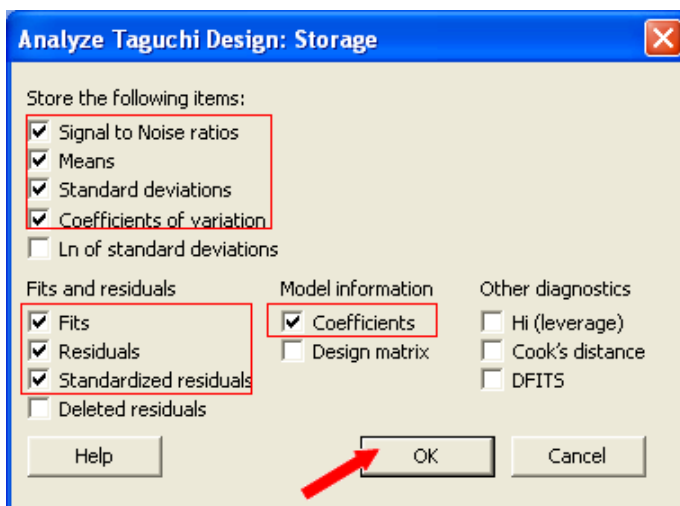 Analyze Taguchi Design: Storage
Store the following items:
Signal to Noise ratios
Means
Standard deviations
Coefficients of variation
Ln of standard deviations
Fits and residuals
Fits
Residuals
Standardized residuals
Deleted residuals
Model information
Coefficients
Design matrix
Other diagnostics
Hi (leverage)
Cook's distance
DFITS
Help
OK
Cancel